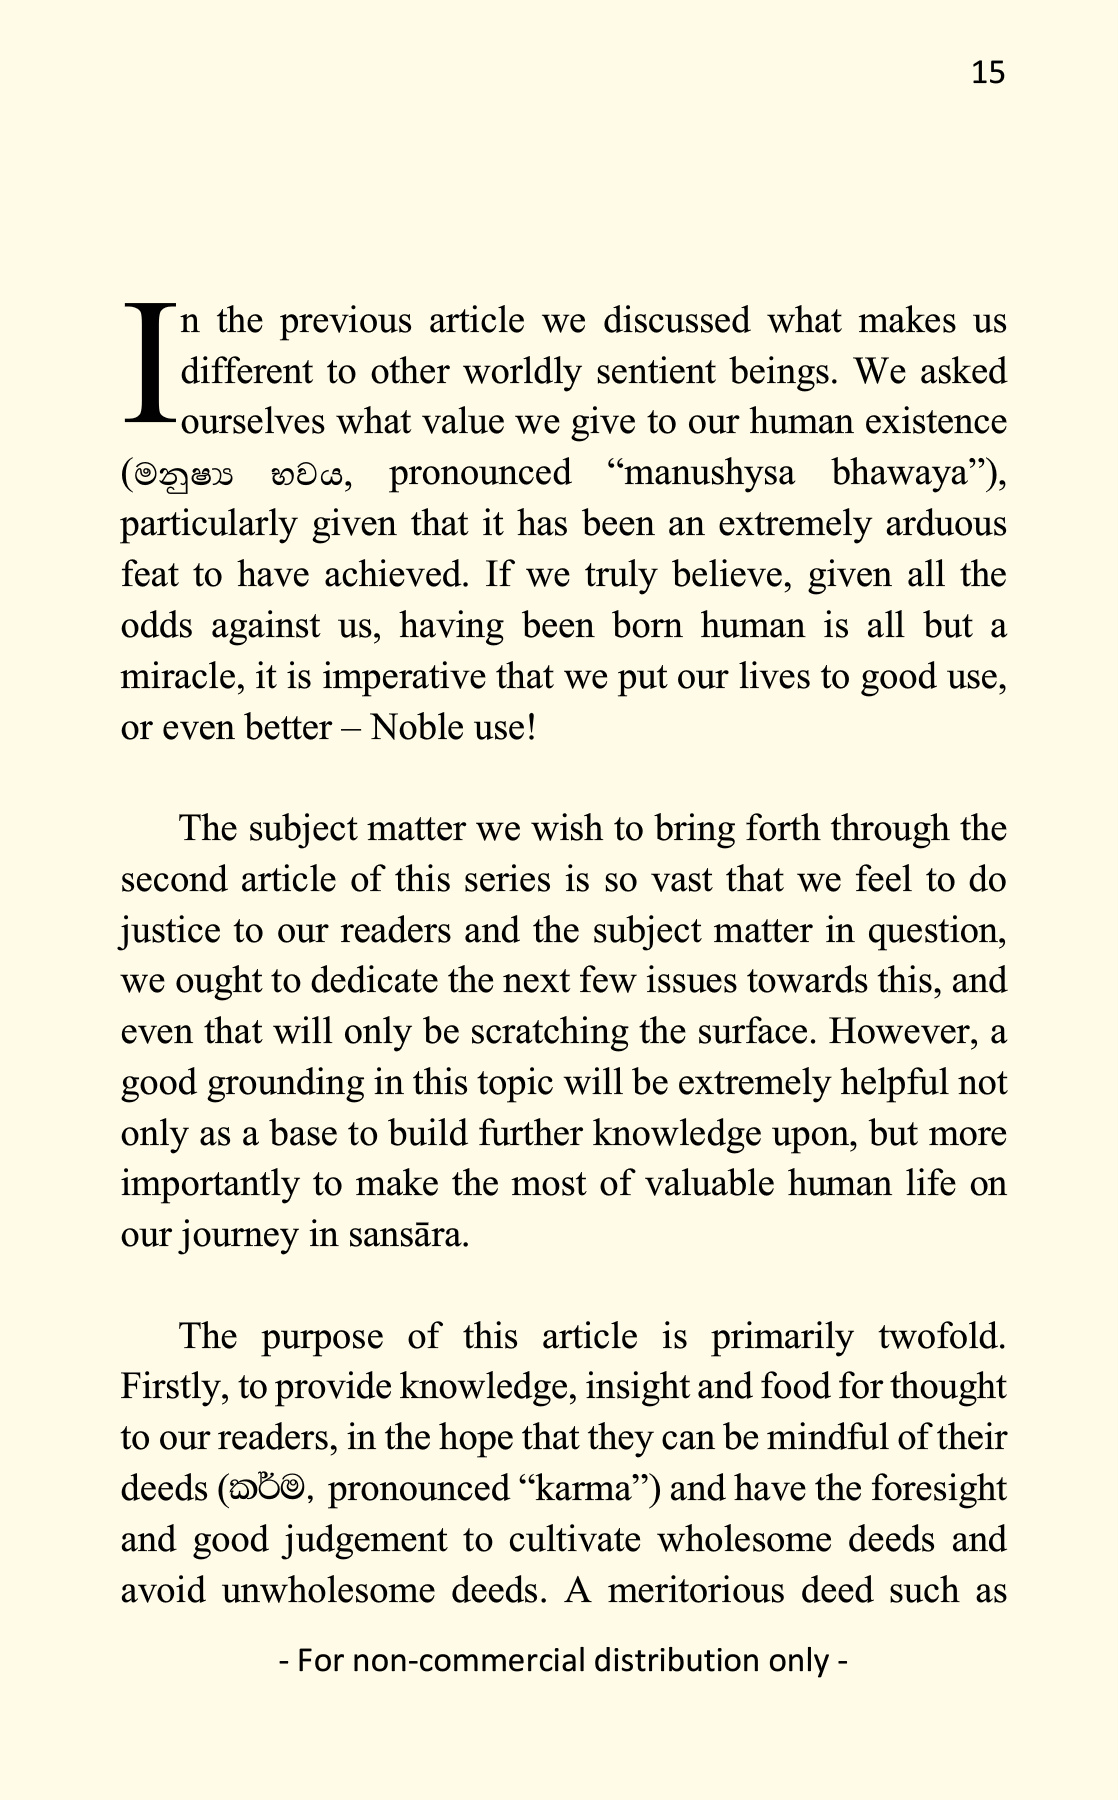 15
In the previous article we discussed what makes us
different to other worldly sentient beings. We asked
ourselves what value we give to our human existence
(මනුෂ්‍ය භවය, pronounced “manushysa bhawaya”),
particularly given that it has been an extremely arduous
feat to have achieved. If we truly believe, given all the
odds against us, having been born human is all but a
miracle, it is imperative that we put our lives to good use,
or even better – Noble use!
The subject matter we wish to bring forth through the
second article of this series is so vast that we feel to do
justice to our readers and the subject matter in question,
we ought to dedicate the next few issues towards this, and
even that will only be scratching the surface. However, a
good grounding in this topic will be extremely helpful not
only as a base to build further knowledge upon, but more
importantly to make the most of valuable human life on
our journey in sansāra.
The purpose of this article is primarily twofold.
Firstly, to provide knowledge, insight and food for thought
to our readers, in the hope that they can be mindful of their
deeds (කර්ම, pronounced “karma”) and have the foresight
and good judgement to cultivate wholesome deeds and
avoid unwholesome deeds. A meritorious deed such as
- For non-commercial distribution only -